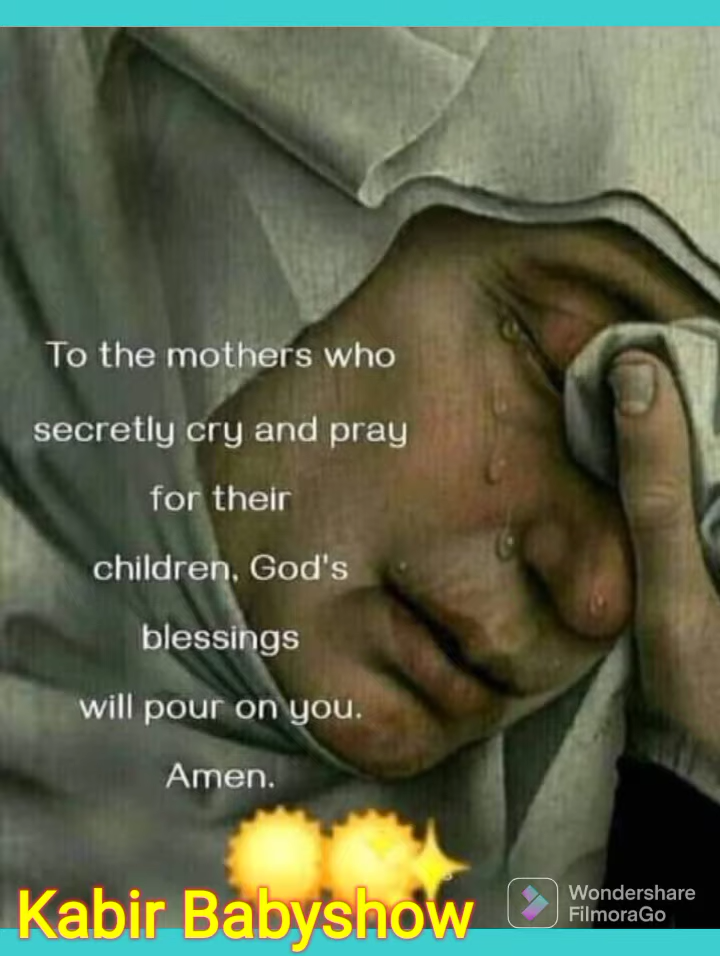 To the mothers who
secretly cry and pray
for their
children, God's
blessings
will pour on you.
Amen.
Kabir Babyshow
Wondershare
FilmoraGo